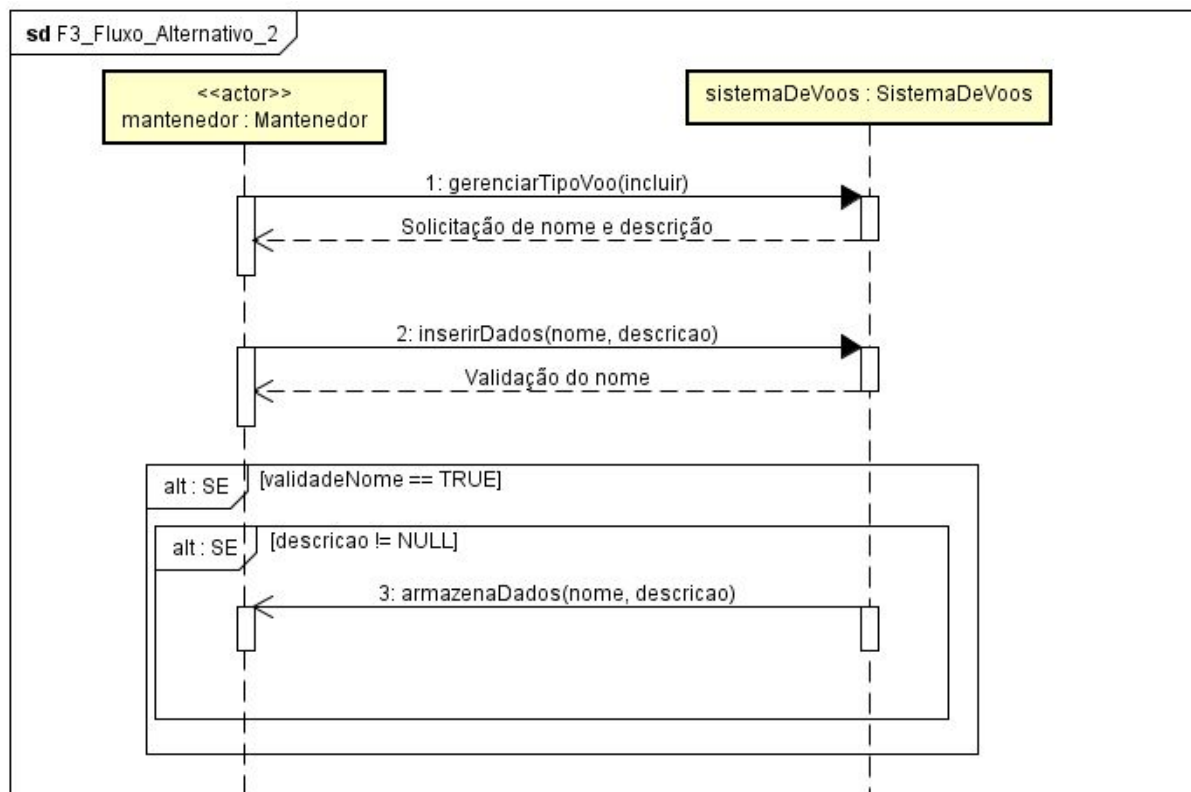 sd F3_Fluxo_Alternativo_2
<<actor>>
mantenedor : Mantenedor
sistemaDeVoos : SistemaDeVoos
1: gerenciarTipoVoo(incluir)
Solicitação de nome e descrição
2: inserirDados(nome, descricao)
Validação do nome
alt : SE [validadeNome == TRUE]
alt : SE [descricao != NULL]
3: armazenaDados(nome, descricao)